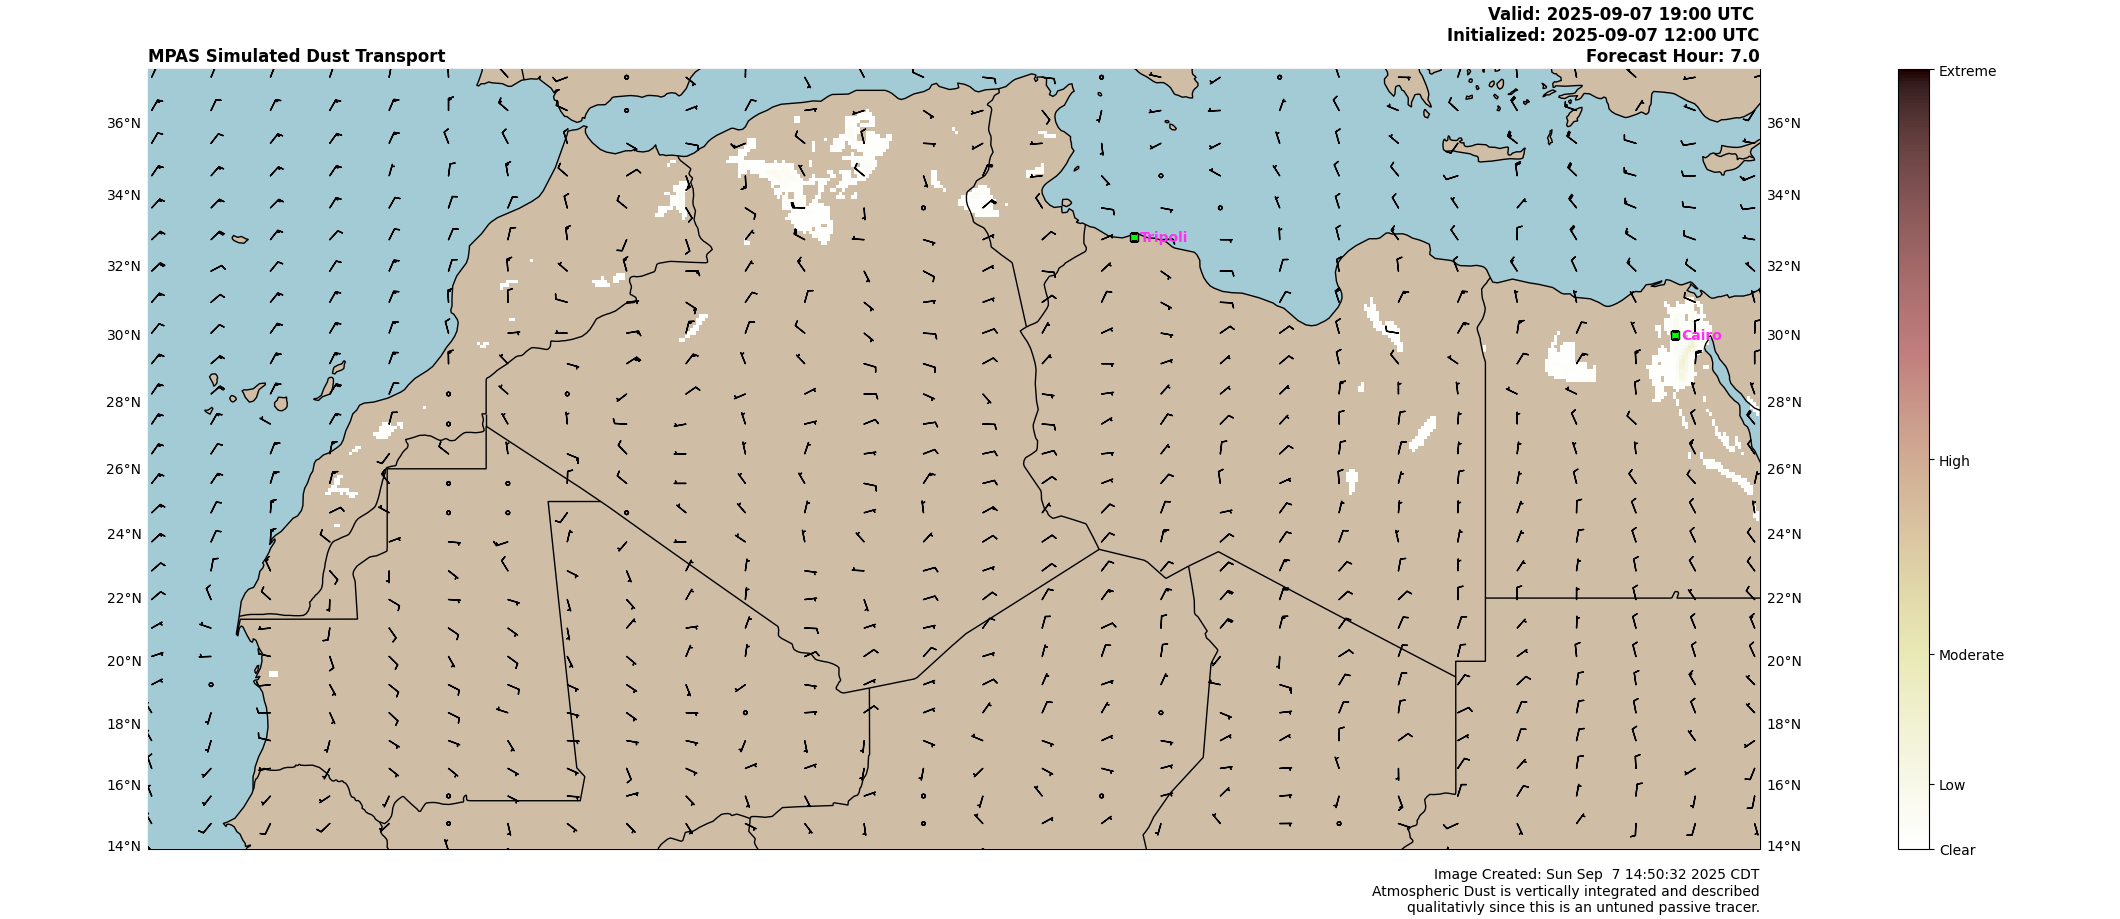 Valid: 2025-09-07 19:00 UTC
Initialized: 2025-09-07 12:00 UTC
MPAS Simulated Dust Transport
Forecast Hour: 7.0
Extreme
36°N
36°N
34°N
34°N
Tripoli
32°N
32°N
30°N
Cairo
30°N
28°N
28°N
High
26°N
26°N
24°N
24°N
22°N
22°N
Moderate
20°N
20°N
18°N
18°N
16°N
16°N
Low
14°N
14°N
Clear
Image Created: Sun Sep  7 14:50:32 2025 CDT
Atmospheric Dust is vertically integrated and described
qualitativly since this is an untuned passive tracer.